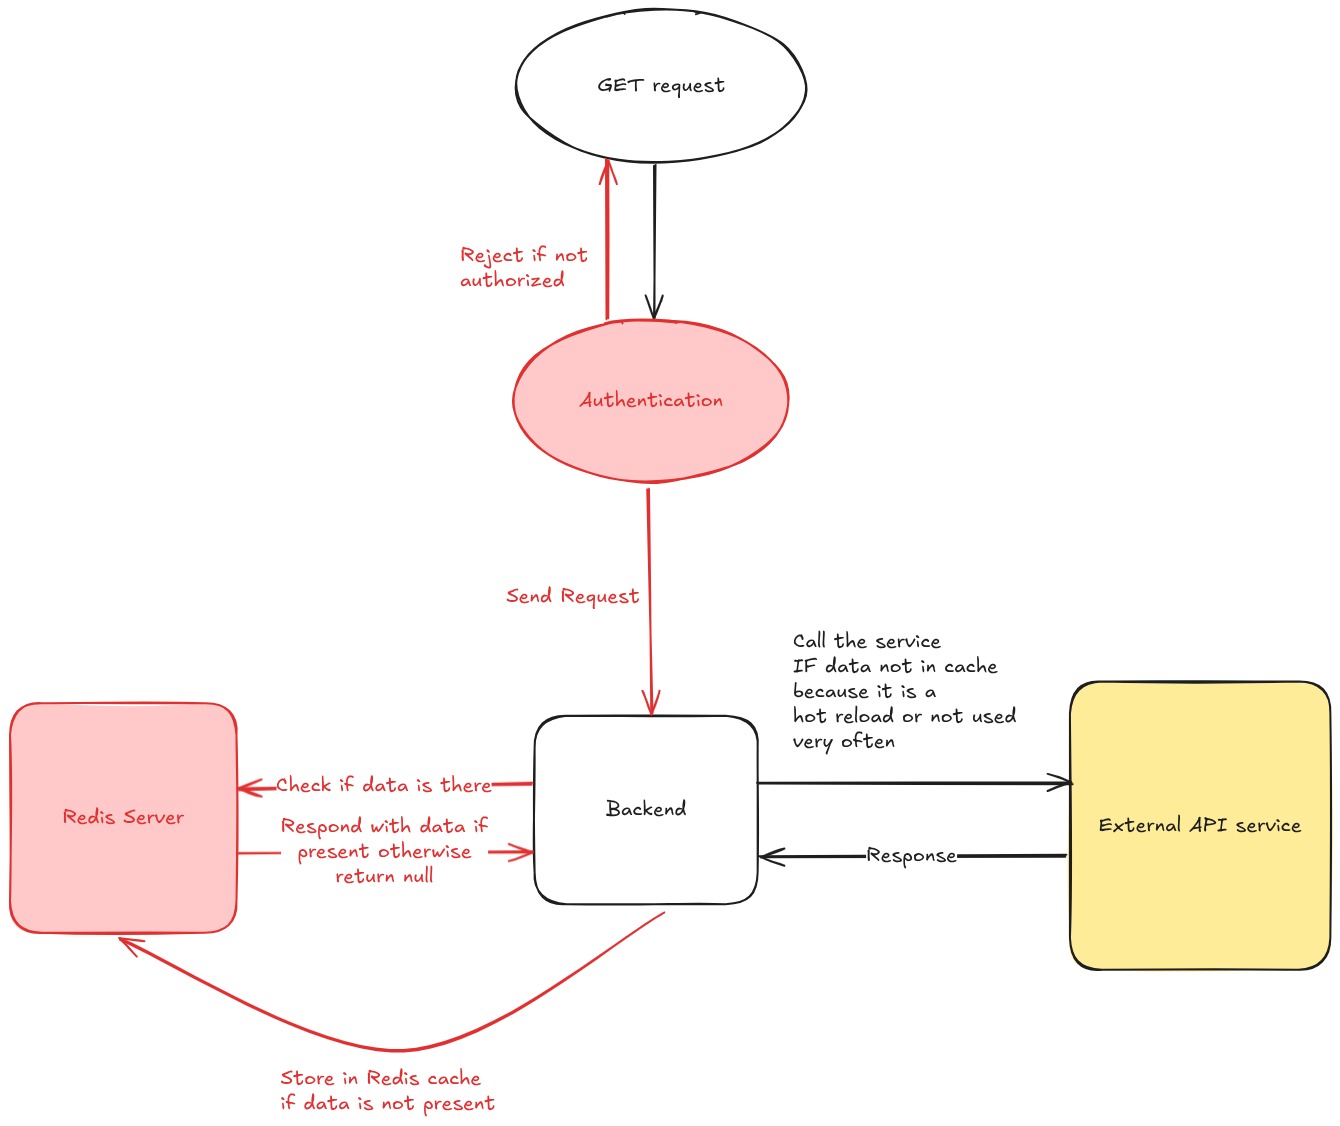 GET request
Reject if not
authorized
Authentication
Send Request
Call the service
IF data not in cache
because it is a
hot reload or not used
very often
Check if data is there
Redis Server
Respond with data if
present otherwise
return null
Backend
External API service
Response
Store in Redis cache
if data is not present